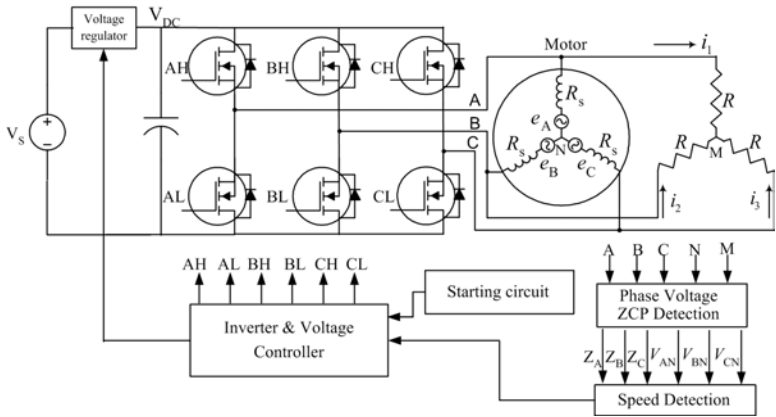 Voltage
regulator
V_DC
V_S
AH
BH
CH
AL
BL
CL
A
B
C
Motor
R_s
e_A
R_s
N
R_s
e_B
e_C
i_1
R
R
R
M
i_2
i_3
AH AL BH BL CH CL
Starting circuit
Inverter & Voltage
Controller
A B C N M
Phase Voltage
ZCP Detection
Z_A Z_B Z_C V_AN V_BN V_CN
Speed Detection